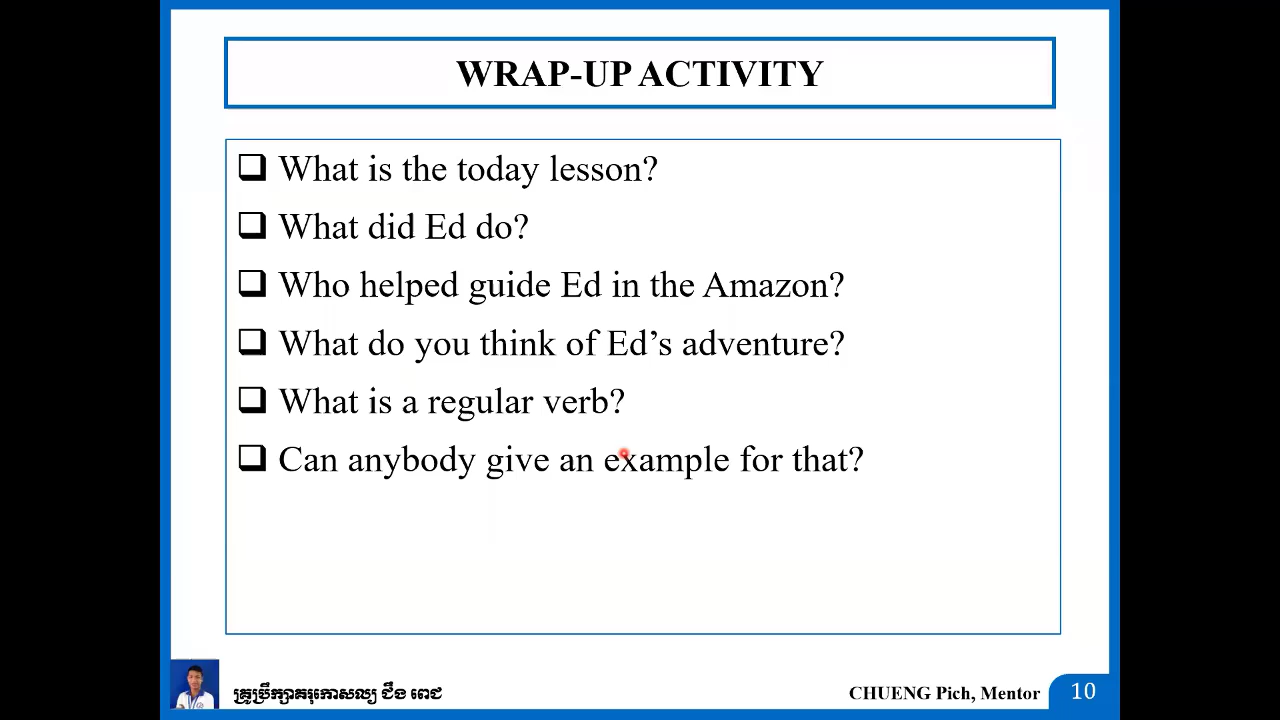 WRAP-UP ACTIVITY
❑ What is the today lesson?
❑ What did Ed do?
❑ Who helped guide Ed in the Amazon?
❑ What do you think of Ed’s adventure?
❑ What is a regular verb?
❑ Can anybody give an example for that?
គ្រូប្រឹក្សាគរុកោសល្យ ជឹង ពេជ
CHUENG Pich, Mentor
10